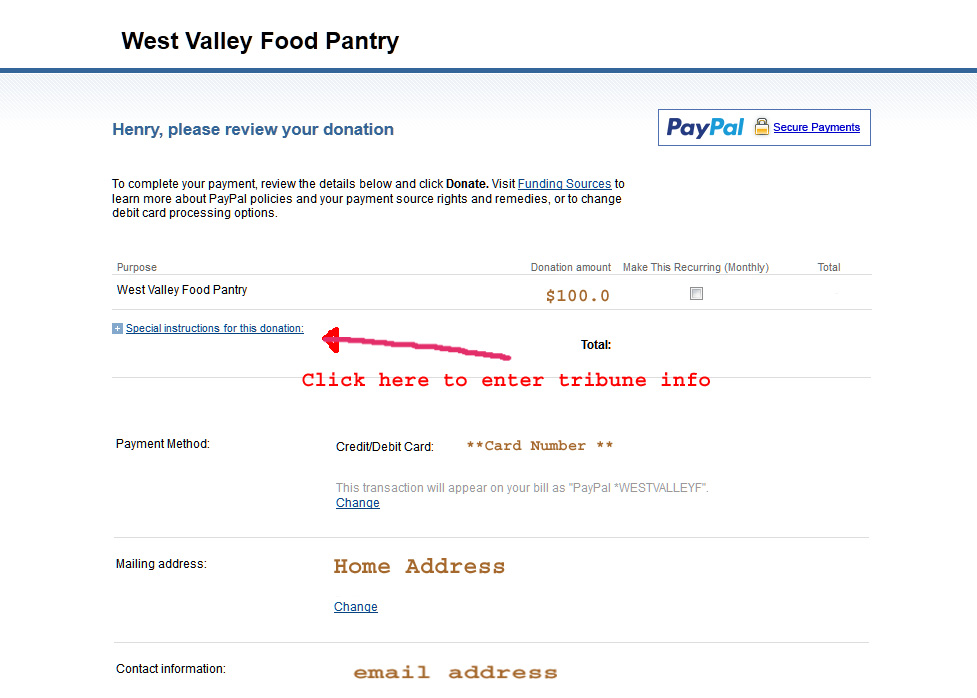 West Valley Food Pantry
Henry, please review your donation
PayPal Secure Payments
To complete your payment, review the details below and click Donate. Visit Funding Sources to
learn more about PayPal policies and your payment source rights and remedies, or to change
debit card processing options.
Purpose Donation amount Make This Recurring (Monthly) Total
West Valley Food Pantry $100.0
+ Special instructions for this donation:
Total:
Click here to enter tribune info
Payment Method: Credit/Debit Card: **Card Number **
This transaction will appear on your bill as "PayPal *WESTVALLEYF".
Change
Mailing address: Home Address
Change
Contact information: email address